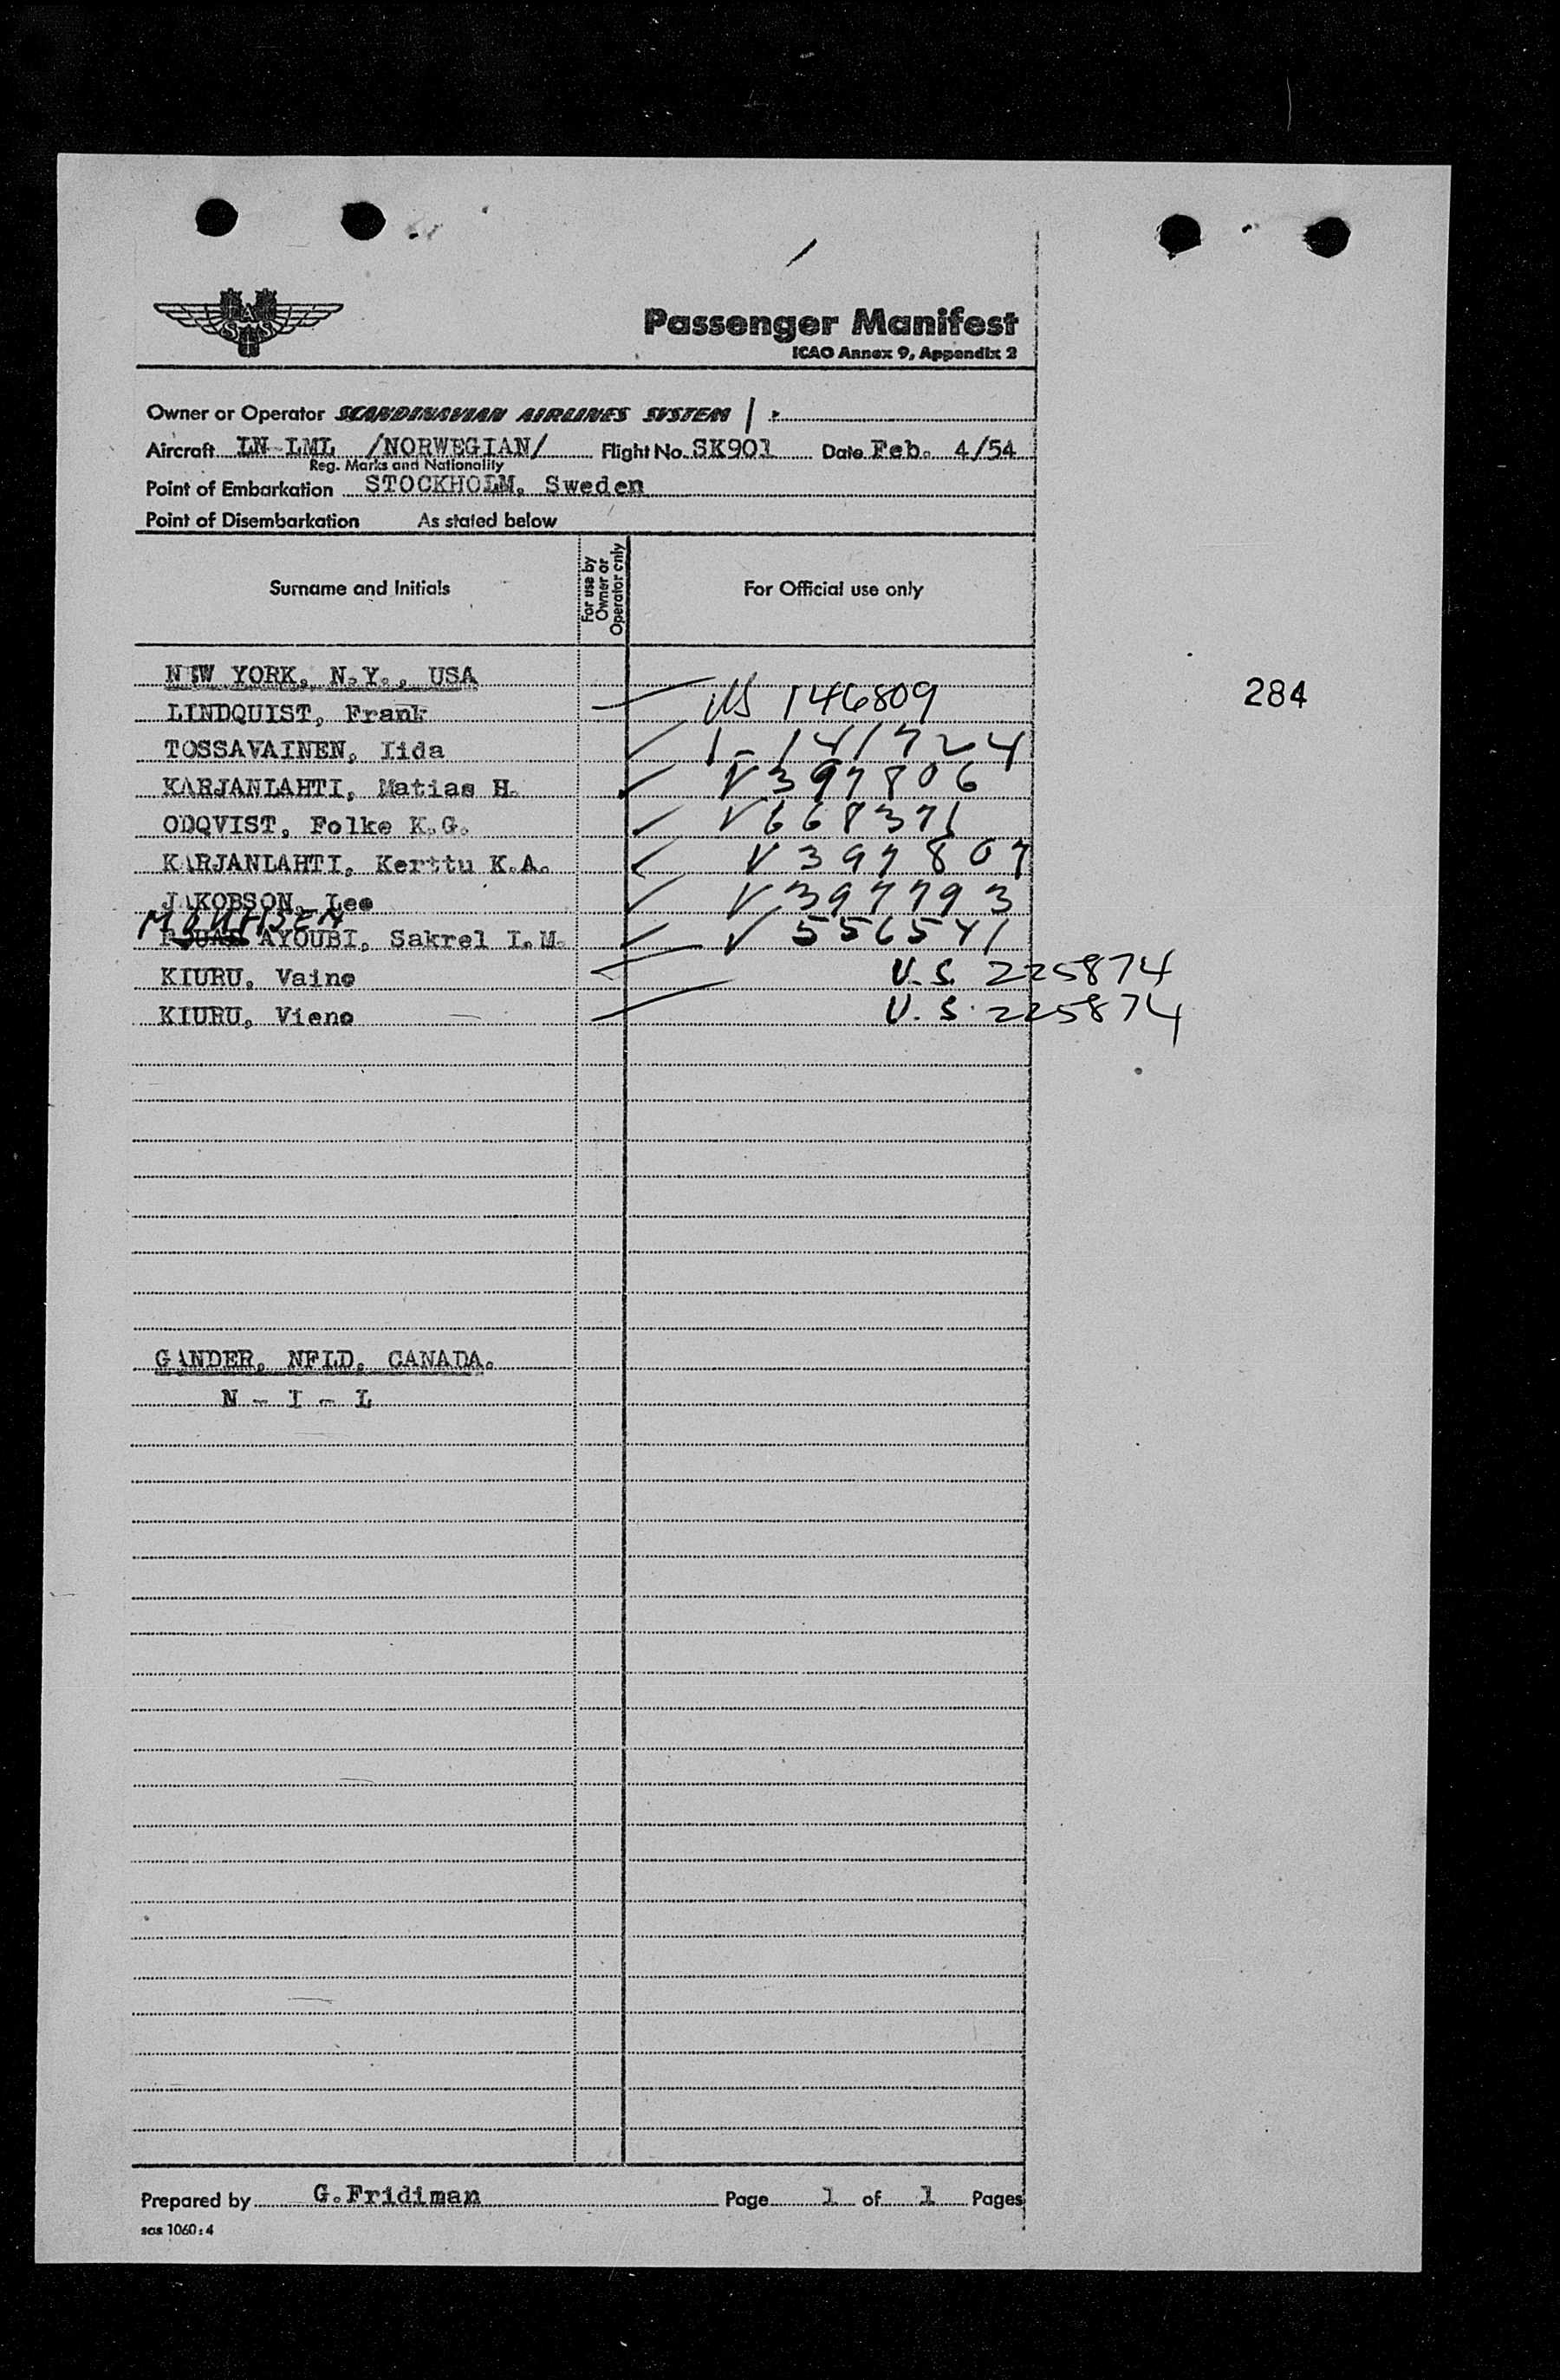 SAS
Passenger Manifest
ICAO Annex 9, Appendix 2
Owner or Operator SCANDINAVIAN AIRLINES SYSTEM
Aircraft LN-LML /NORWEGIAN/ Flight No. SK901 Date Feb. 4/54
Reg. Marks and Nationality
Point of Embarkation STOCKHOLM, Sweden
Point of Disembarkation As stated below
Surname and Initials
For use by
Owner or
Operator only
For Official use only
NEW YORK, N.Y., USA
LINDQUIST, Frank US 146809
284
TOSSAVAINEN, Iida I-141724
KARJANLAHTI, Matias H. V397806
ODQVIST, Folke K.G. V668371
KARJANLAHTI, Kerttu K.A. V397807
JAKOBSON, Lee V397793
AYOUBI, Sakrel I.M. V556541
KIURU, Vaino U.S. 225874
KIURU, Vieno U.S. 225874
GANDER, NFLD, CANADA.
N - I - L
Prepared by G.Fridiman Page 1 of 1 Pages
sas 1060:4